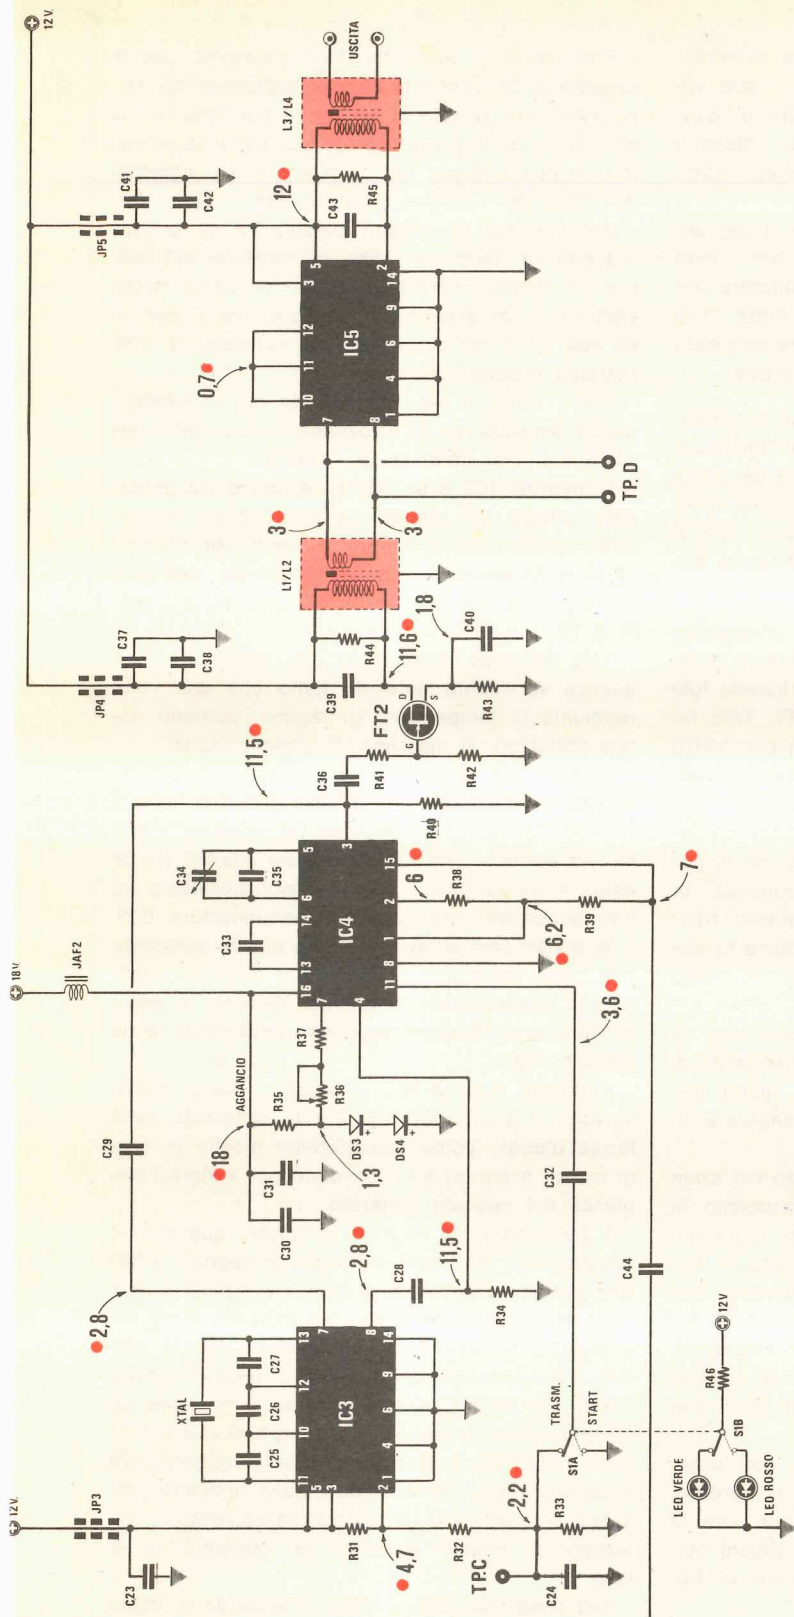 12 V.
JP3
C23
XTAL
C25
C26
C27
11
10
12
13
5
3
IC3
7
8
2
1
4
6
9
14
R31
4,7
R32
TP.C
2,2
C24
R33
2,8
2,8
C28
11,5
R34
TRASM.
START
S1A
S1B
LED VERDE
LED ROSSO
R46
12V
C29
18 V.
JAF2
AGGANCIO
18
C30
C31
R35
R36
R37
1,3
DS3
DS4
C32
C44
C33
C34
C35
16
13
14
6
5
7
4
IC4
3
11
8
1
2
15
6
R38
6,2
R39
7
3,6
11,5
R40
C36
R41
R42
FT2
G
D
S
R43
C40
1,8
11,6
JP4
C37
C38
C39
R44
L1/L2
3
3
TP. D
0,7
10
11
12
3
5
7
8
IC5
1
4
6
9
14
2
12
C43
R45
L3/L4
USCITA
JP5
C41
C42
12 V.